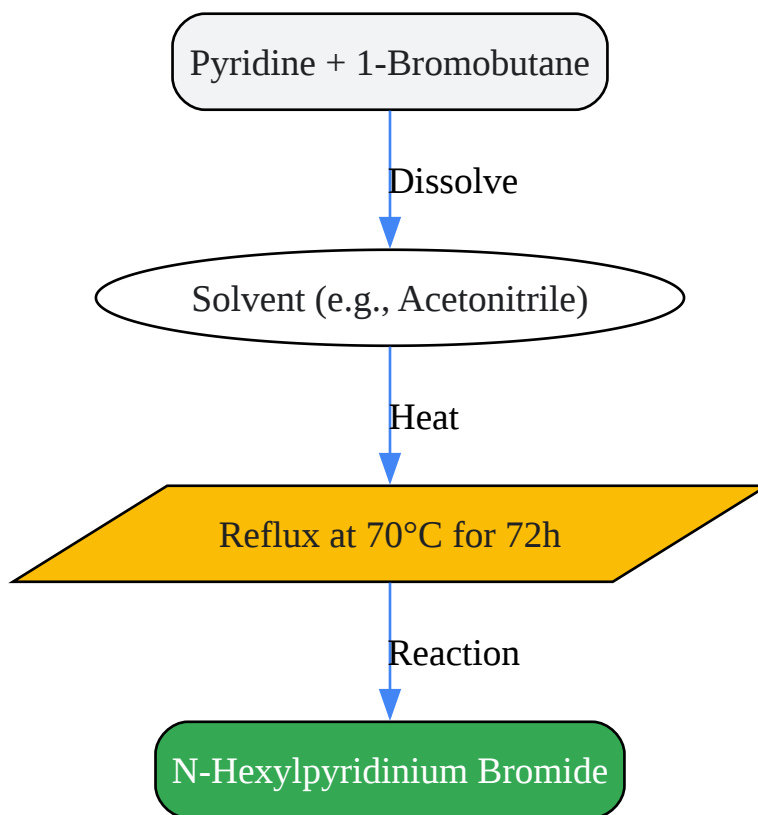 Pyridine + 1-Bromobutane
Dissolve
Solvent (e.g., Acetonitrile)
Heat
Reflux at 70°C for 72h
Reaction
N-Hexylpyridinium Bromide